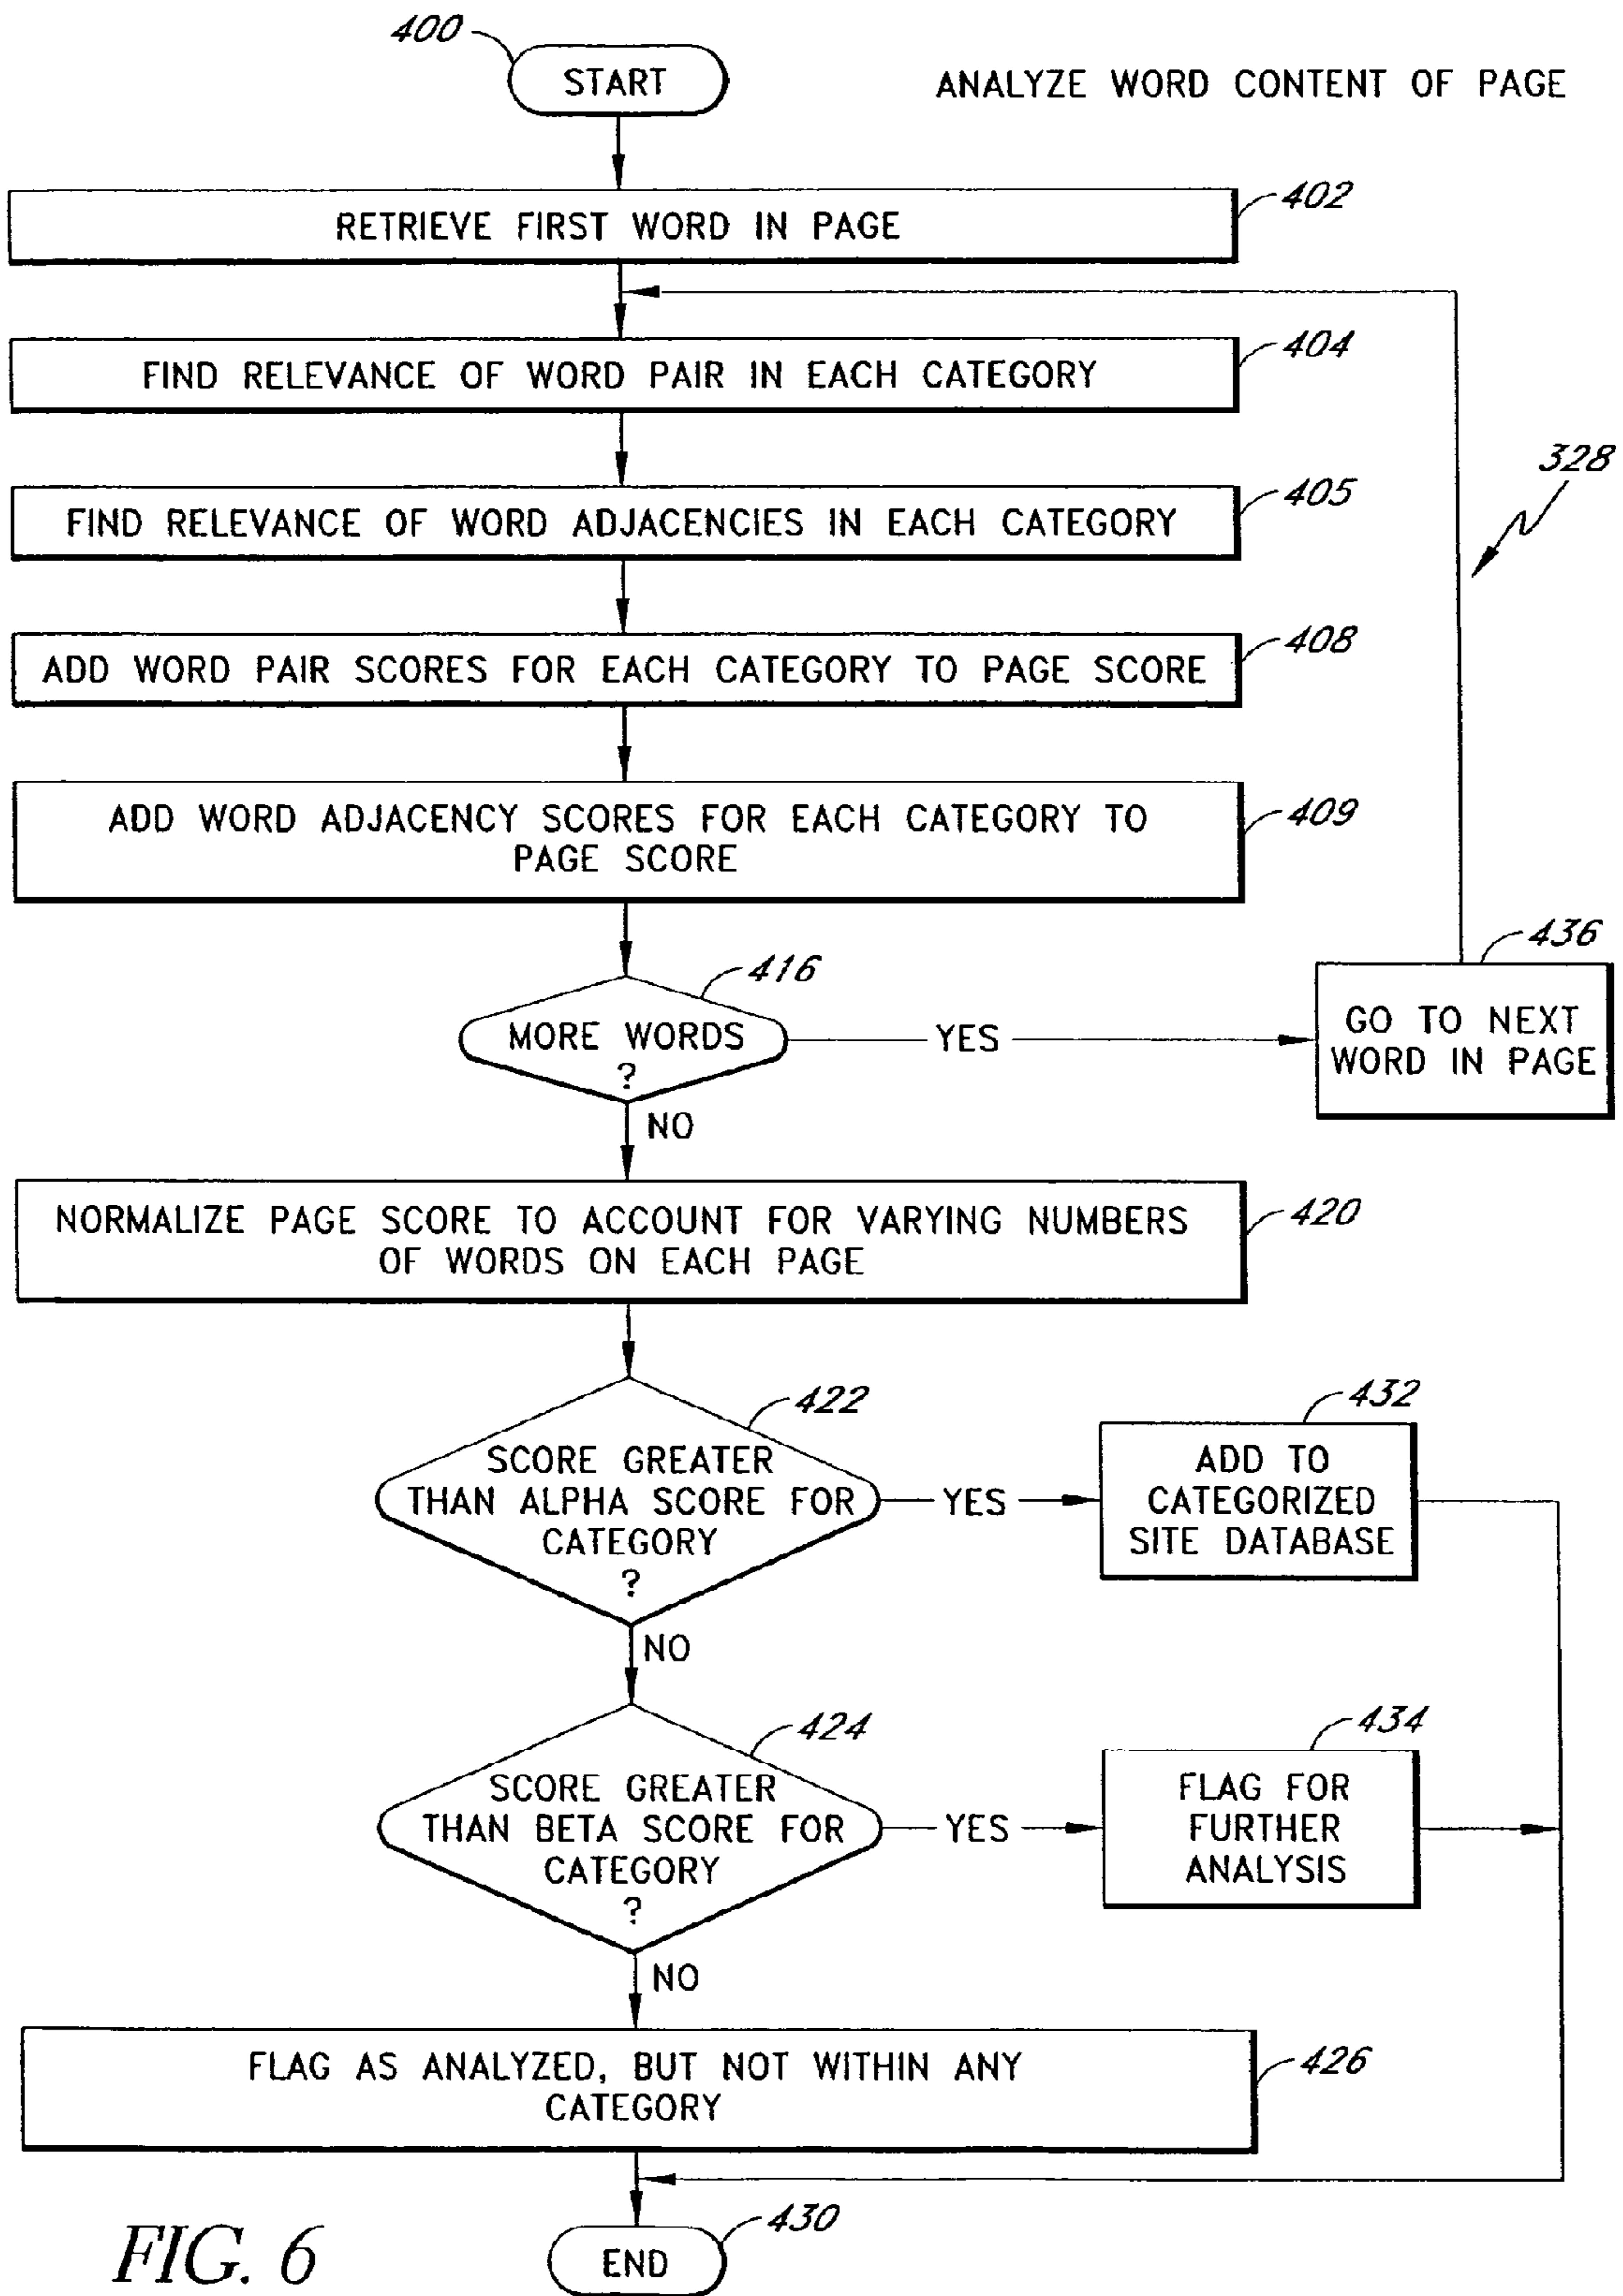 400
START
ANALYZE WORD CONTENT OF PAGE
402
RETRIEVE FIRST WORD IN PAGE
404
FIND RELEVANCE OF WORD PAIR IN EACH CATEGORY
328
405
FIND RELEVANCE OF WORD ADJACENCIES IN EACH CATEGORY
408
ADD WORD PAIR SCORES FOR EACH CATEGORY TO PAGE SCORE
409
ADD WORD ADJACENCY SCORES FOR EACH CATEGORY TO
PAGE SCORE
416
MORE WORDS
?
YES
436
GO TO NEXT
WORD IN PAGE
NO
420
NORMALIZE PAGE SCORE TO ACCOUNT FOR VARYING NUMBERS
OF WORDS ON EACH PAGE
422
SCORE GREATER
THAN ALPHA SCORE FOR
CATEGORY
?
YES
432
ADD TO
CATEGORIZED
SITE DATABASE
NO
424
SCORE GREATER
THAN BETA SCORE FOR
CATEGORY
?
YES
434
FLAG FOR
FURTHER
ANALYSIS
NO
426
FLAG AS ANALYZED, BUT NOT WITHIN ANY
CATEGORY
430
END
FIG. 6